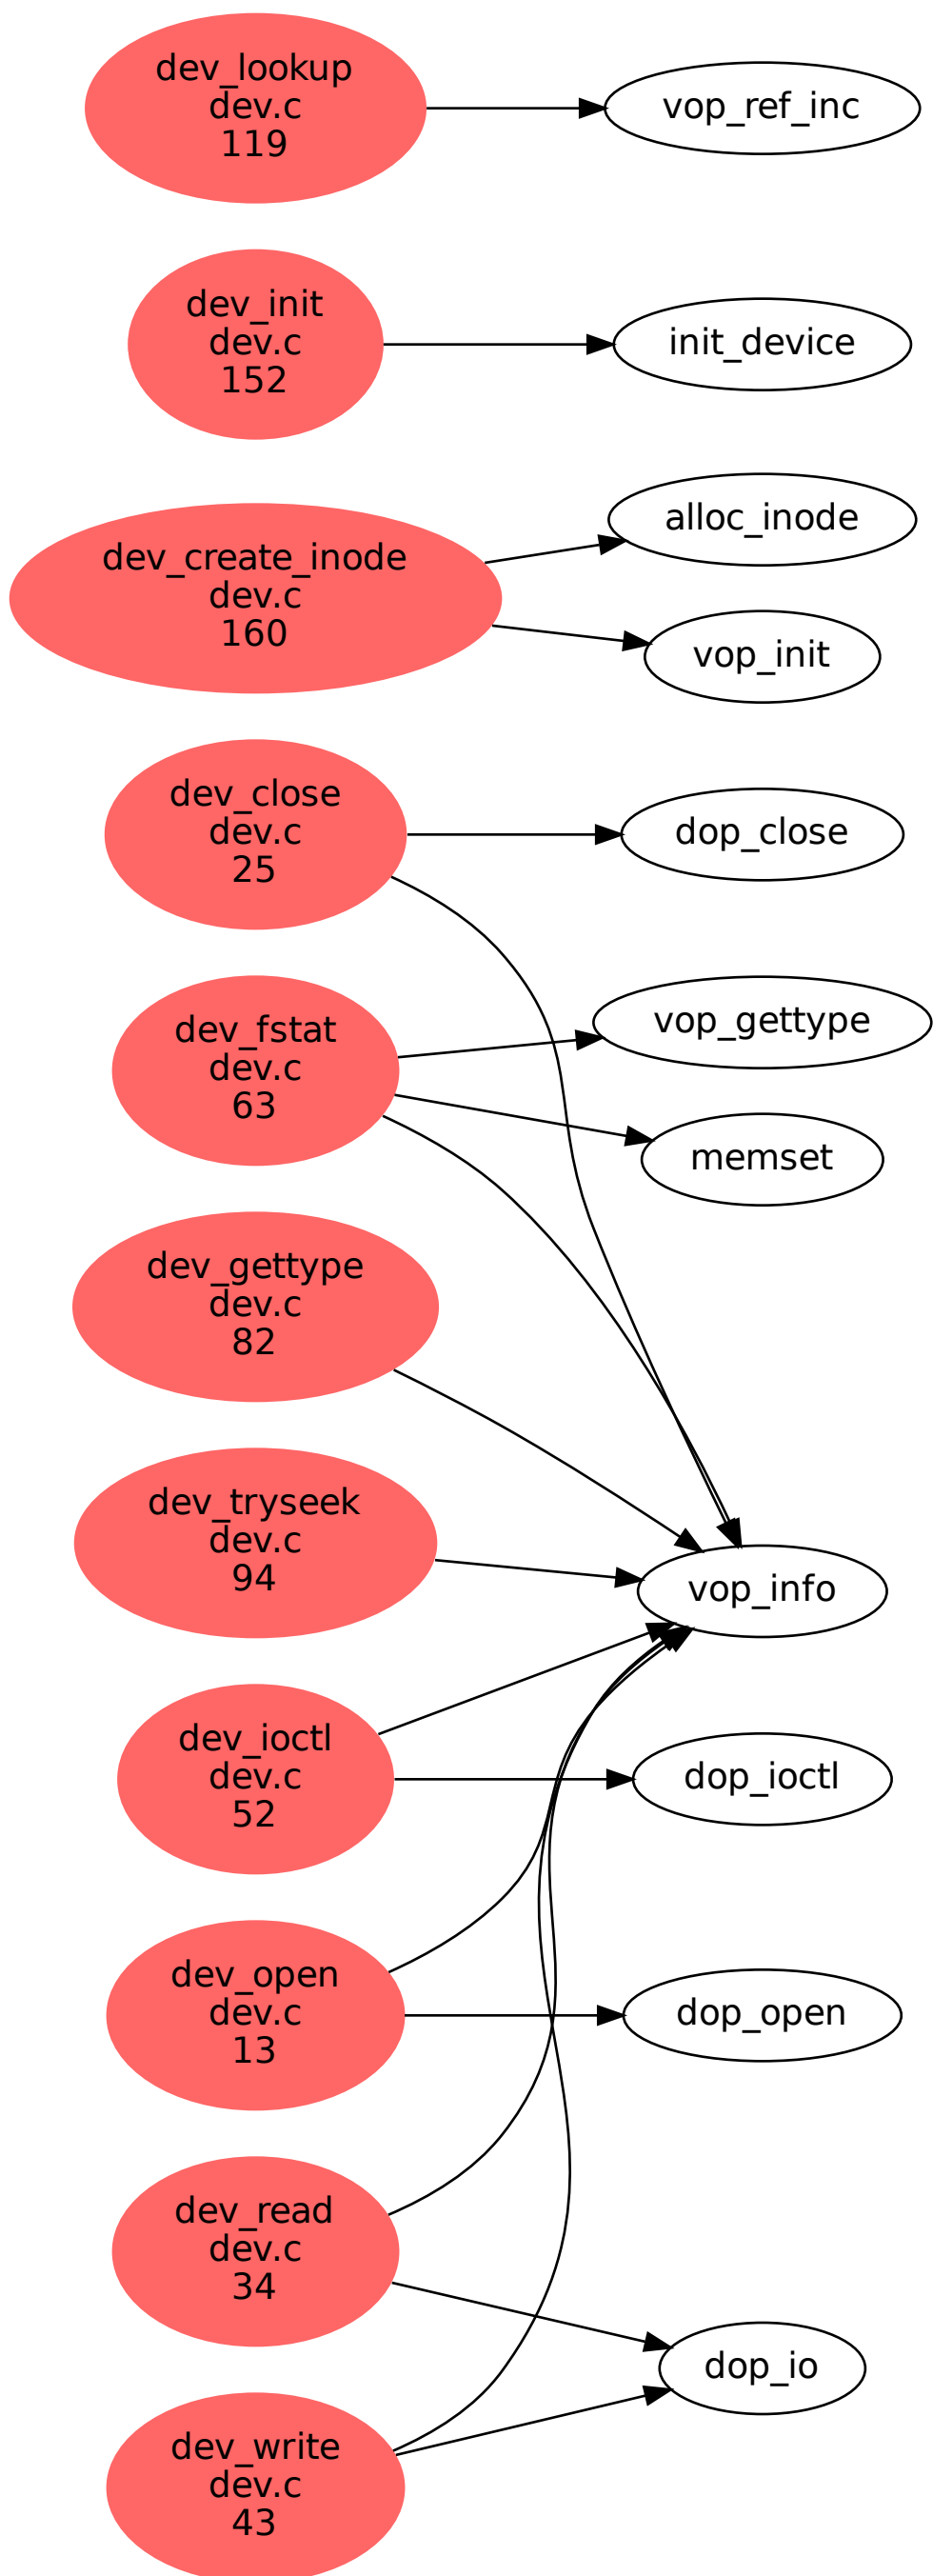 dev_lookup
dev.c
119
vop_ref_inc
dev_init
dev.c
152
init_device
dev_create_inode
dev.c
160
alloc_inode
vop_init
dev_close
dev.c
25
dop_close
dev_fstat
dev.c
63
vop_gettype
memset
dev_gettype
dev.c
82
dev_tryseek
dev.c
94
vop_info
dev_ioctl
dev.c
52
dop_ioctl
dev_open
dev.c
13
dop_open
dev_read
dev.c
34
dop_io
dev_write
dev.c
43